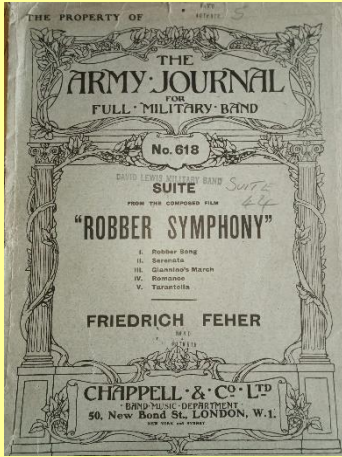 THE PROPERTY OF
5
THE
ARMY·JOURNAL
FOR
FULL·MILITARY·BAND
No. 618
DAVID LEWIS MILITARY BAND
SUITE
SUITE
44
FROM THE COMPOSED FILM
"ROBBER SYMPHONY"
I. Robber Song
II. Serenata
III. Giannino's March
IV. Romance
V. Tarantella
FRIEDRICH FEHER
CHAPPELL·&·Co·LTD
·BAND·MUSIC·DEPARTMENT·
50, New Bond St., LONDON, W.1.
NEW YORK and SYDNEY